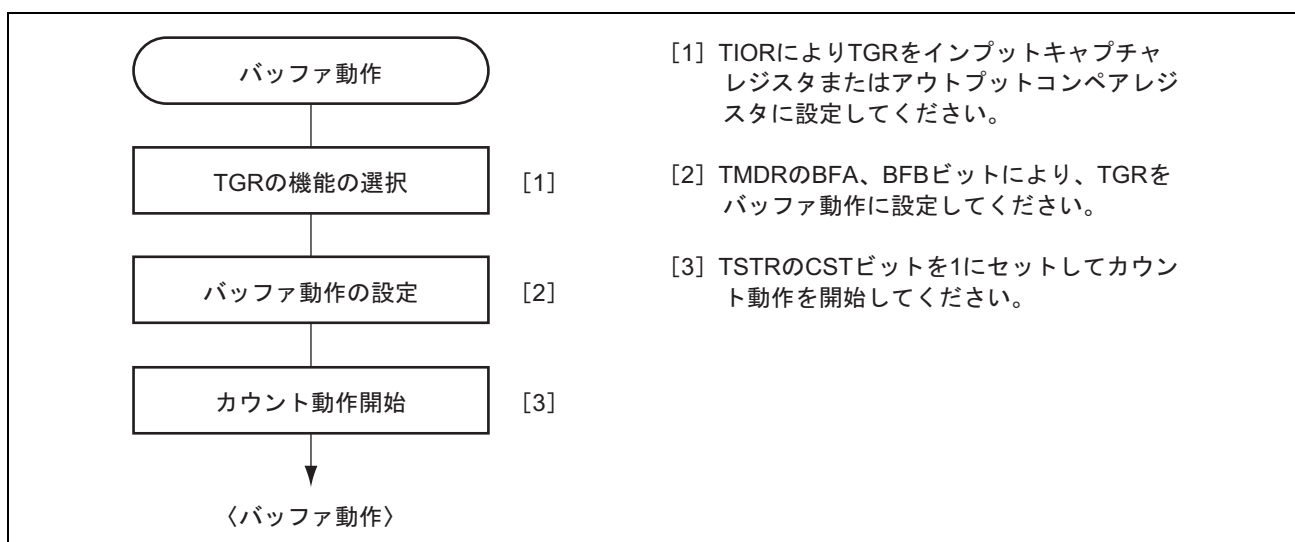 バッファ動作
TGRの機能の選択 [1]
バッファ動作の設定 [2]
カウント動作開始 [3]
〈バッファ動作〉
[1] TIORによりTGRをインプットキャプチャ
レジスタまたはアウトプットコンペアレジ
スタに設定してください。
[2] TMDRのBFA、BFBビットにより、TGRを
バッファ動作に設定してください。
[3] TSTRのCSTビットを1にセットしてカウン
ト動作を開始してください。